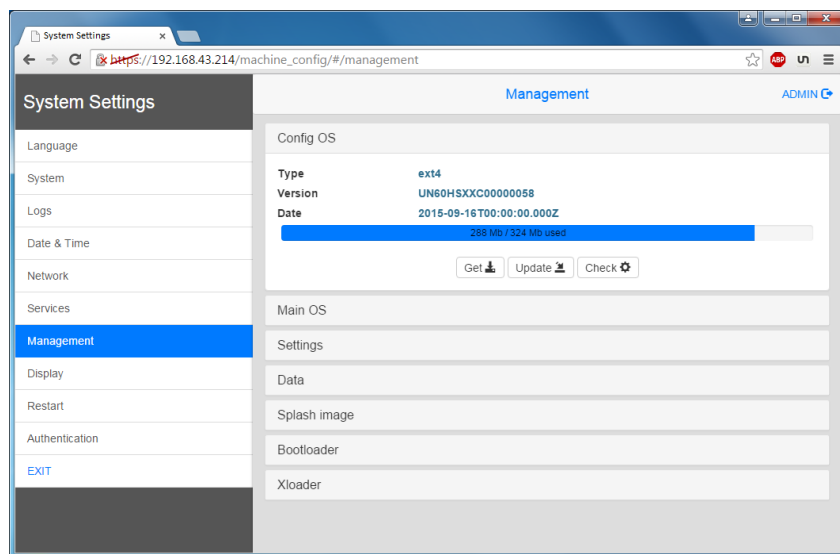 System Settings
https://192.168.43.214/machine_config/#/management
ABP
System Settings
Language
System
Logs
Date & Time
Network
Services
Management
Display
Restart
Authentication
EXIT
Management
ADMIN
Config OS
Type ext4
Version UN60HSXXC00000058
Date 2015-09-16T00:00:00.000Z
288 Mb / 324 Mb used
Get Update Check
Main OS
Settings
Data
Splash image
Bootloader
Xloader